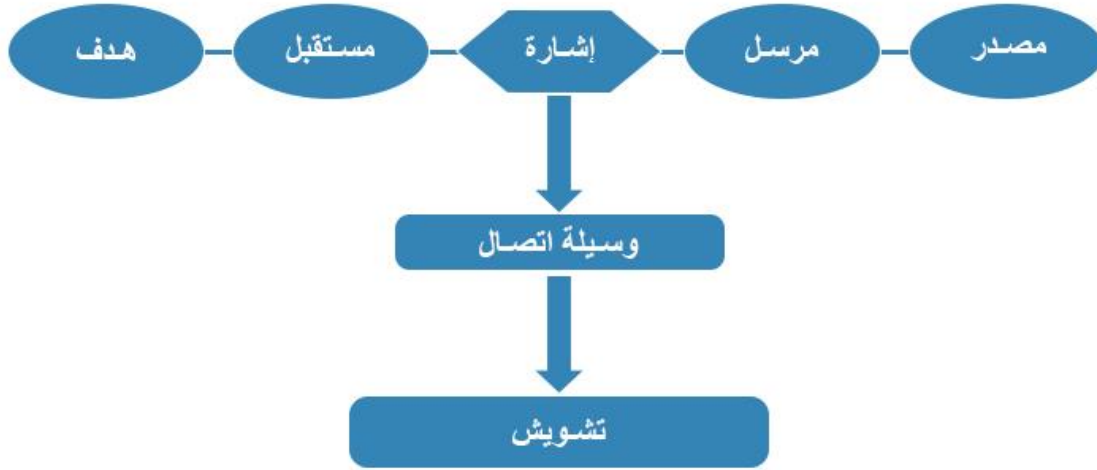 مصدر
مرسل
إشارة
مستقبل
هدف
وسيلة اتصال
تشويش